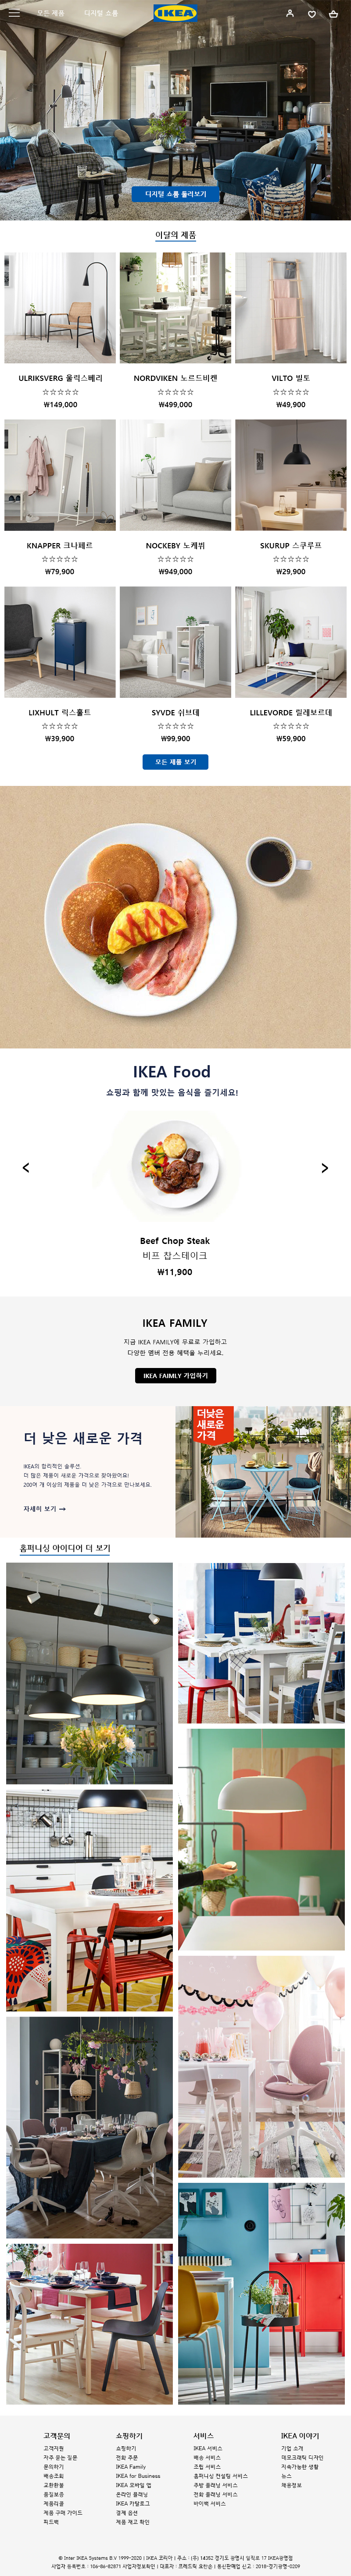 모든 제품 디지털 쇼룸
IKEA
디지털 쇼룸 둘러보기
이달의 제품
ULRIKSVERG 울릭스베리
☆☆☆☆☆
₩149,000
NORDVIKEN 노르드비켄
☆☆☆☆☆
₩499,000
VILTO 빌토
☆☆☆☆☆
₩49,900
KNAPPER 크나페르
☆☆☆☆☆
₩79,900
NOCKEBY 노케뷔
☆☆☆☆☆
₩949,000
SKURUP 스쿠루프
☆☆☆☆☆
₩29,900
LIXHULT 릭스훌트
☆☆☆☆☆
₩39,900
SYVDE 쉬브데
☆☆☆☆☆
₩99,900
LILLEVORDE 릴레보르데
☆☆☆☆☆
₩59,900
모든 제품 보기
IKEA Food
쇼핑과 함께 맛있는 음식을 즐기세요!
< >
Beef Chop Steak
비프 찹스테이크
₩11,900
IKEA FAMILY
지금 IKEA FAMILY에 무료로 가입하고
다양한 멤버 전용 혜택을 누리세요.
IKEA FAIMLY 가입하기
더 낮은 새로운 가격
IKEA의 합리적인 솔루션.
더 많은 제품이 새로운 가격으로 찾아왔어요!
200여 개 이상의 제품을 더 낮은 가격으로 만나보세요.
자세히 보기 →
더낮은
새로운
가격
홈퍼니싱 아이디어 더 보기
고객문의
고객지원
자주 묻는 질문
문의하기
배송조회
교환환불
품질보증
제품리콜
제품 구매 가이드
피드백
쇼핑하기
쇼핑하기
전화 주문
IKEA Family
IKEA for Business
IKEA 모바일 앱
온라인 플래닝
IKEA 카탈로그
결제 옵션
제품 재고 확인
서비스
IKEA 서비스
배송 서비스
조립 서비스
홈퍼니싱 컨설팅 서비스
주방 플래닝 서비스
전화 플래닝 서비스
바이백 서비스
IKEA 이야기
기업 소개
데모크래틱 디자인
지속가능한 생활
뉴스
채용정보
© Inter IKEA Systems B.V 1999-2020 | IKEA 코리아 | 주소 : (우) 14352 경기도 광명시 일직로 17 IKEA광명점
사업자 등록번호 : 106-86-82871 사업자정보확인 | 대표자 : 프레드릭 요한손 | 통신판매업 신고 : 2018-경기광명-0209